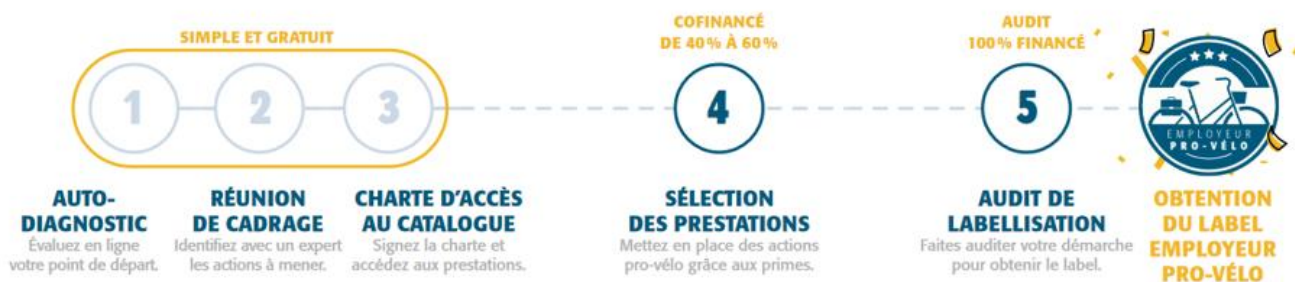 SIMPLE ET GRATUIT
1
2
3
AUTO-
DIAGNOSTIC
Évaluez en ligne
votre point de départ.
RÉUNION
DE CADRAGE
Identifiez avec un expert
les actions à mener.
CHARTE D'ACCÈS
AU CATALOGUE
Signez la charte et
accédez aux prestations.
COFINANCÉ
DE 40 % À 60 %
4
SÉLECTION
DES PRESTATIONS
Mettez en place des actions
pro-vélo grâce aux primes.
AUDIT
100 % FINANCÉ
5
AUDIT DE
LABELLISATION
Faites auditer votre démarche
pour obtenir le label.
EMPLOYEUR
PRO-VÉLO
OBTENTION
DU LABEL
EMPLOYEUR
PRO-VÉLO